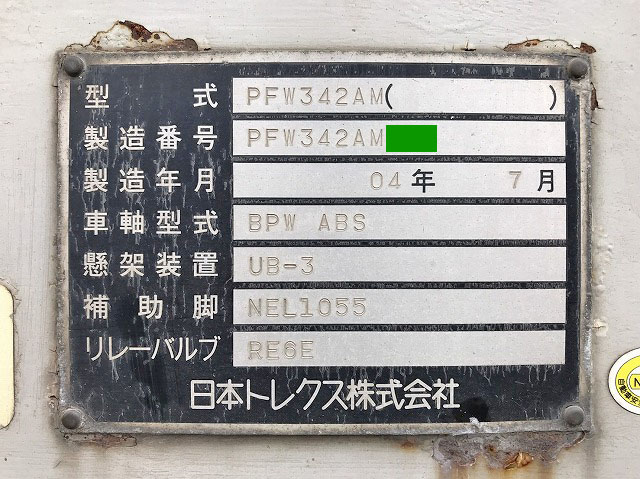 型式 PFW342AM( )
製造番号 PFW342AM
製造年月 04年 7月
車軸型式 BPW ABS
懸架装置 UB-3
補助脚 NEL1055
リレーバルブ RE6E
日本トレクス株式会社